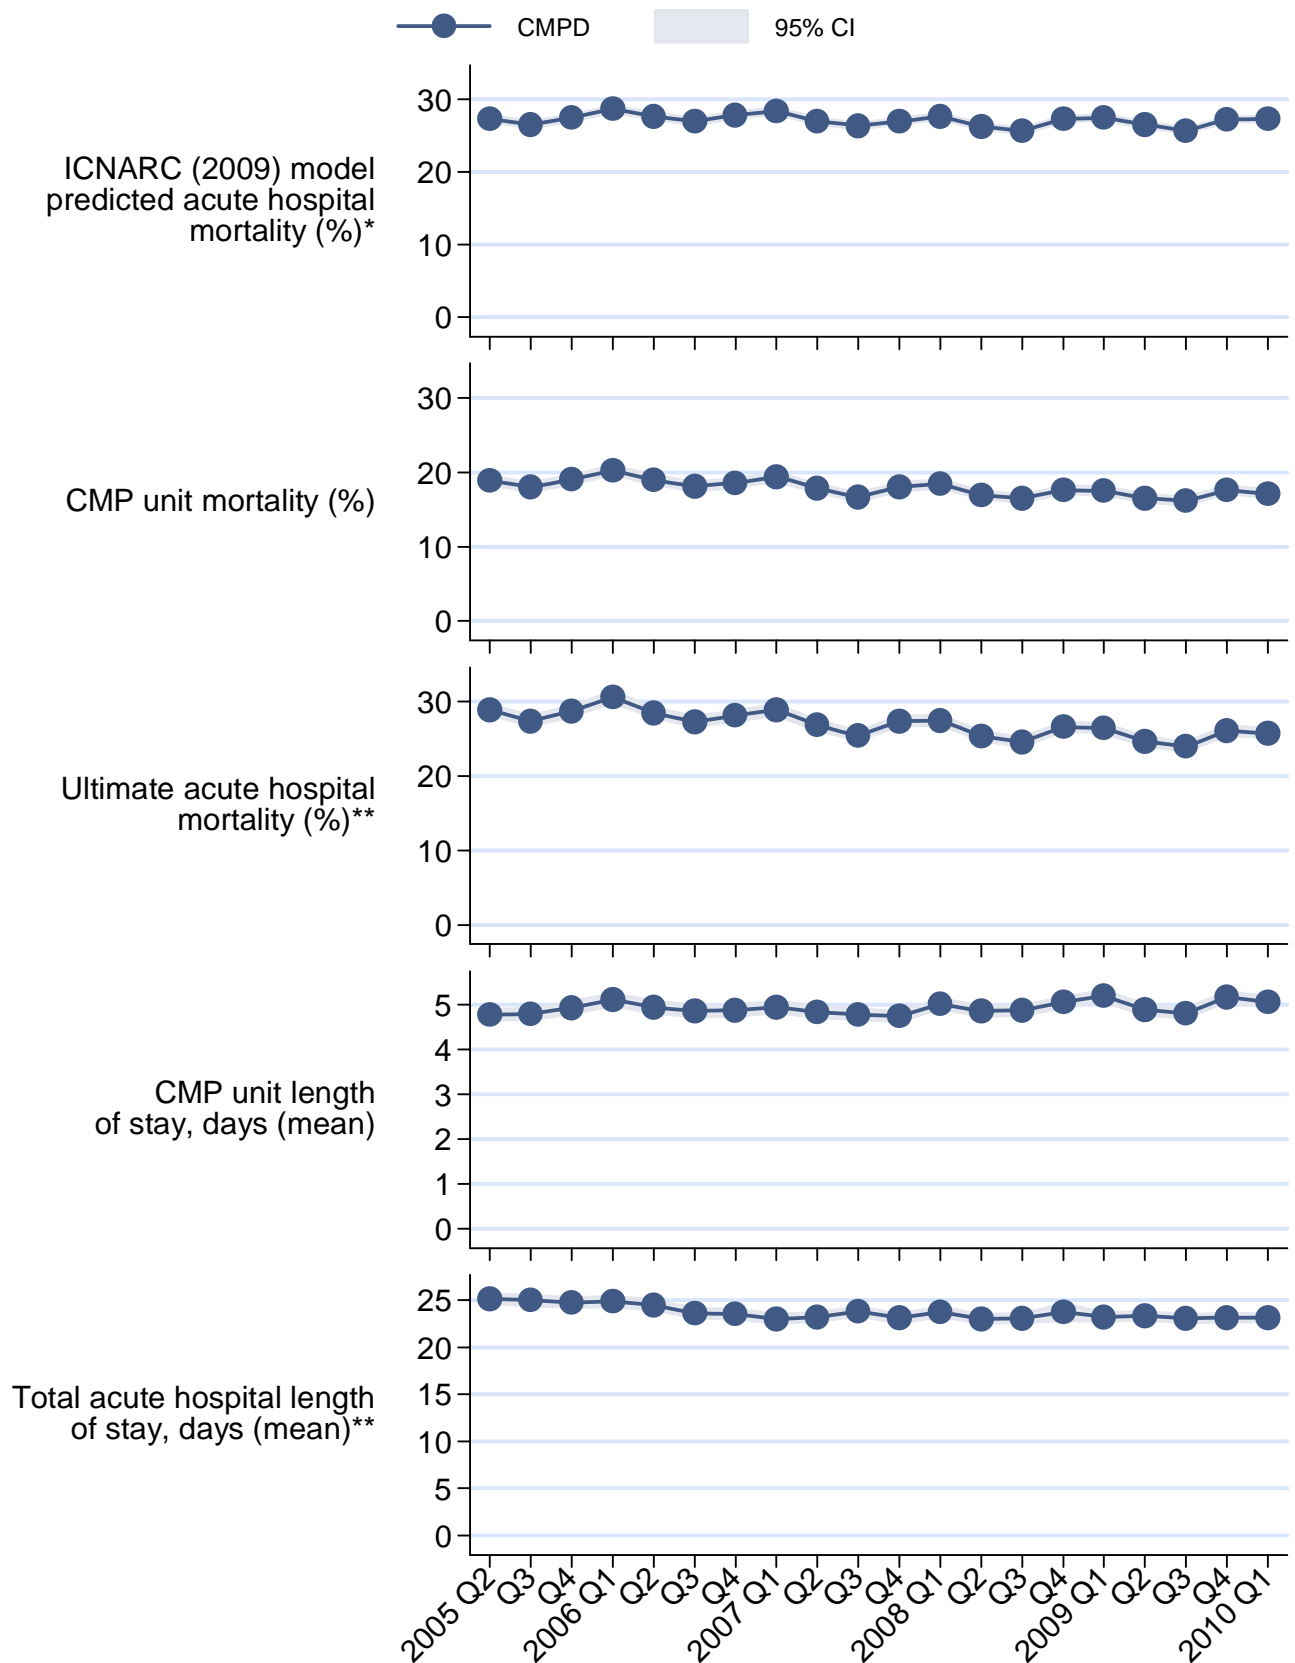 CMPD 95% CI
30
20
10
0
ICNARC (2009) model
predicted acute hospital
mortality (%)*
30
20
10
0
CMP unit mortality (%)
30
20
10
0
Ultimate acute hospital
mortality (%)**
5
4
3
2
1
0
CMP unit length
of stay, days (mean)
25
20
15
10
5
0
Total acute hospital length
of stay, days (mean)**
2005 Q2
Q3
Q4
2006 Q1
Q2
Q3
Q4
2007 Q1
Q2
Q3
Q4
2008 Q1
Q2
Q3
Q4
2009 Q1
Q2
Q3
Q4
2010 Q1